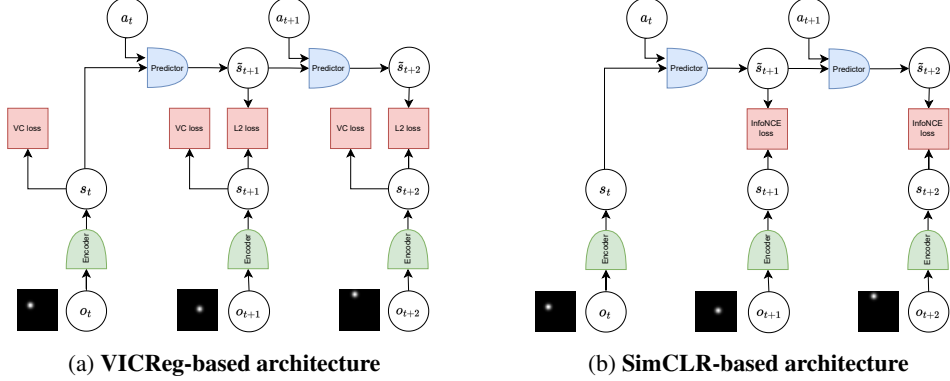 a_t
a_{t+1}
Predictor
s̃_{t+1}
Predictor
s̃_{t+2}
VC loss
VC loss
L2 loss
VC loss
L2 loss
s_t
s_{t+1}
s_{t+2}
Encoder
Encoder
Encoder
o_t
o_{t+1}
o_{t+2}
(a) VICReg-based architecture
a_t
a_{t+1}
Predictor
s̃_{t+1}
Predictor
s̃_{t+2}
InfoNCE
loss
InfoNCE
loss
s_t
s_{t+1}
s_{t+2}
Encoder
Encoder
Encoder
o_t
o_{t+1}
o_{t+2}
(b) SimCLR-based architecture